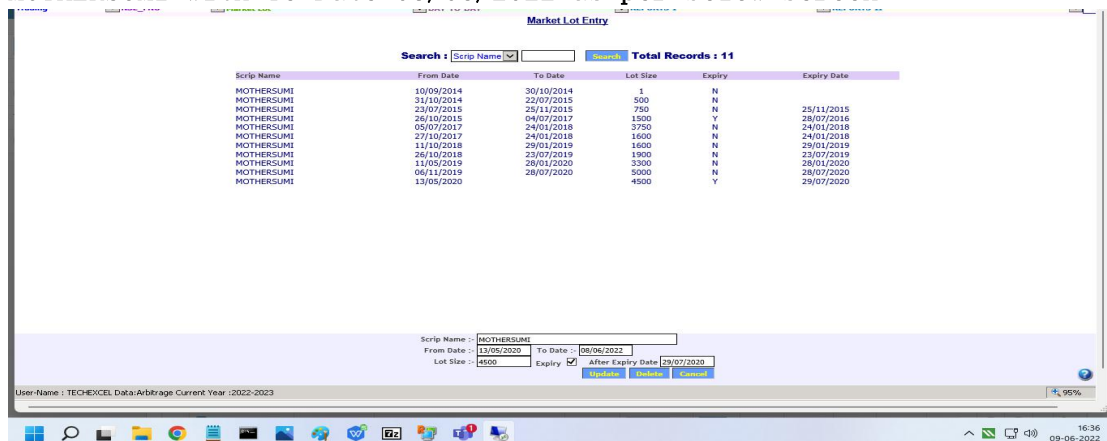 Market Lot Entry
Search : Scrip Name Search Total Records : 11
Scrip Name From Date To Date Lot Size Expiry Expiry Date
MOTHERSUMI 10/09/2014 30/10/2014 1 N
MOTHERSUMI 31/10/2014 22/07/2015 500 N
MOTHERSUMI 23/07/2015 25/11/2015 750 N 25/11/2015
MOTHERSUMI 26/10/2015 04/07/2017 1500 Y 28/07/2016
MOTHERSUMI 05/07/2017 24/01/2018 3750 N 24/01/2018
MOTHERSUMI 27/10/2017 24/01/2018 1600 N 24/01/2018
MOTHERSUMI 11/10/2018 29/01/2019 1600 N 29/01/2019
MOTHERSUMI 26/10/2018 23/07/2019 1900 N 23/07/2019
MOTHERSUMI 11/05/2019 28/01/2020 3300 N 28/01/2020
MOTHERSUMI 06/11/2019 28/07/2020 5000 N 28/07/2020
MOTHERSUMI 13/05/2020 4500 Y 29/07/2020
Scrip Name :- MOTHERSUMI
From Date :- 13/05/2020 To Date :- 08/06/2022
Lot Size :- 4500 Expiry After Expiry Date 29/07/2020
Update Delete Cancel
User-Name : TECHEXCEL Data:Arbitrage Current Year :2022-2023 95%
16:36
09-06-2022